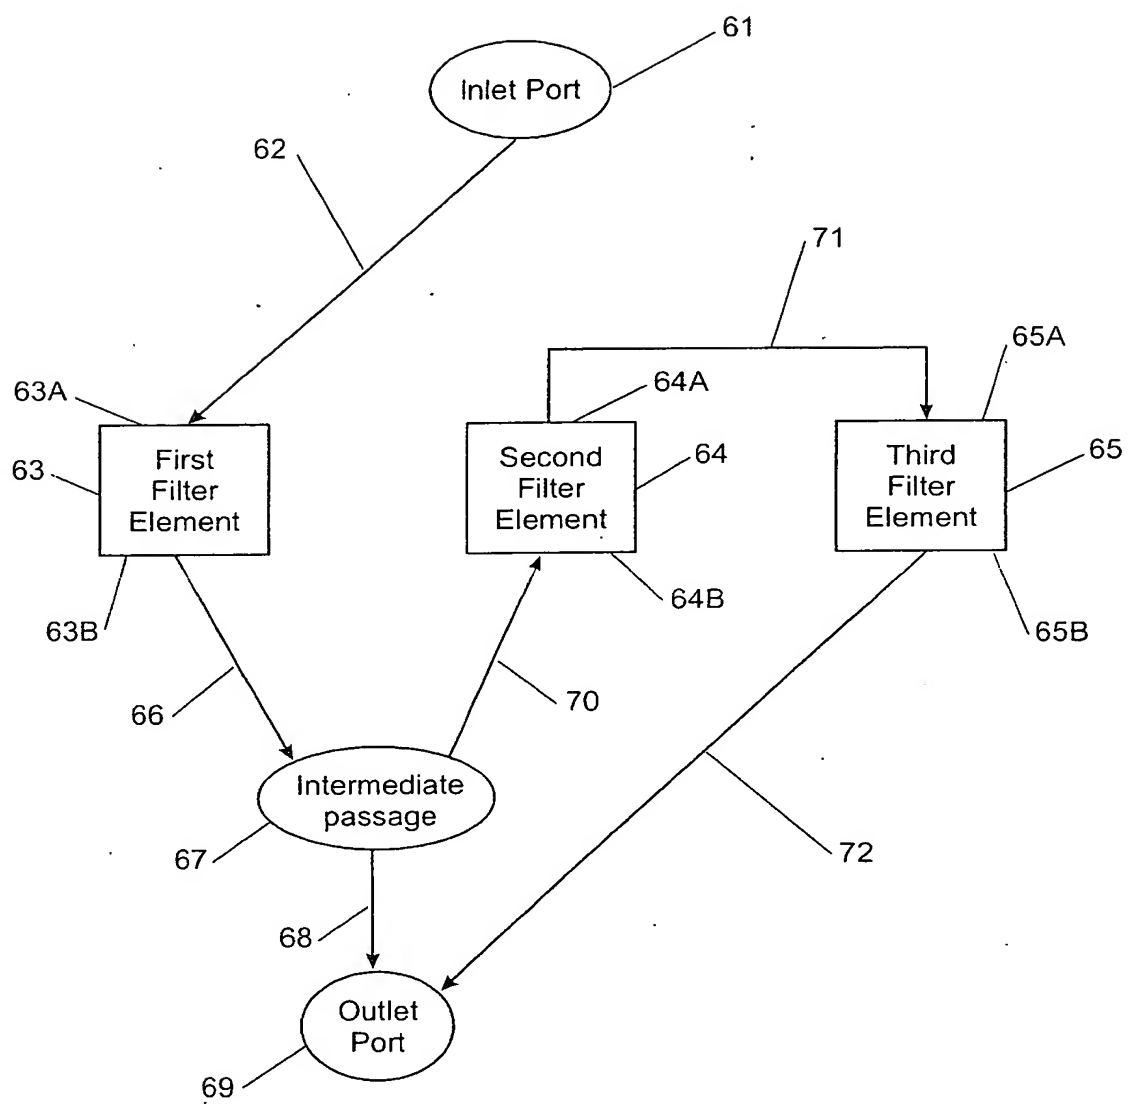 61
Inlet Port
62
71
65A
63A
64A
63
First
Filter
Element
Second
Filter
Element
64
Third
Filter
Element
65
63B
64B
65B
66
70
Intermediate
passage
67
72
68
Outlet
Port
69